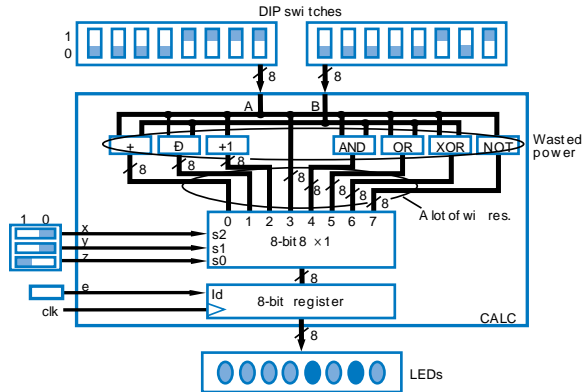 DIP swi tches
1
0
8
8
A
B
+
Đ
+1
AND
OR
XOR
NOT
Wasted
power
8
8
8
8
8
8
8
8
0 1 2 3 4 5 6 7
A lot of wi res.
1 0
x
y
z
s2
s1
s0
8-bit 8 ×1
8
e
ld
8-bit register
clk
CALC
8
LEDs